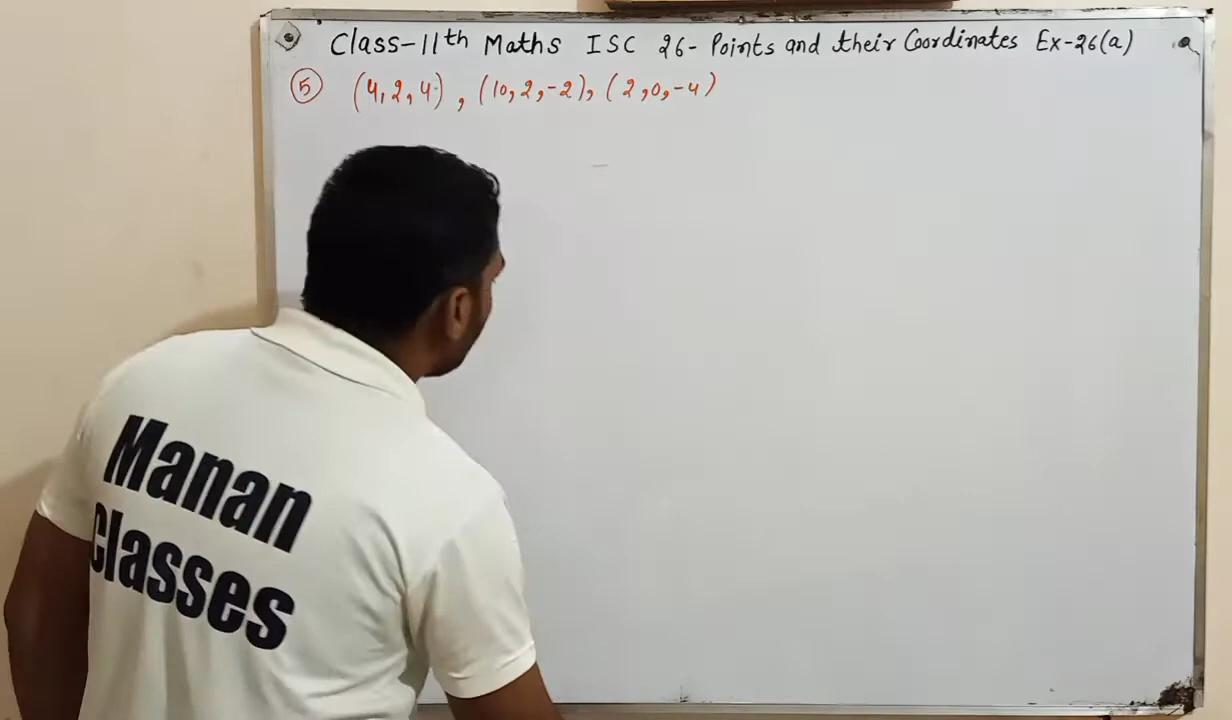 Class-11th Maths ISC 26- Points and their Coordinates Ex-26(a)
5 (4,2,4), (10,2,-2), (2,0,-4)
Manan
Classes